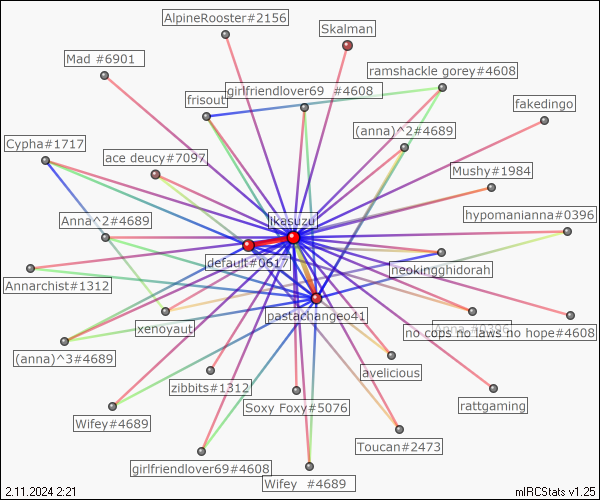 AlpineRooster#2156
Skalman
Mad #6901
ramshackle gorey#4608
girlfriendlover69 #4608
frisout
fakedingo
(anna)^2#4689
Cypha#1717
ace deucy#7097
Mushy#1984
hypomanianna#0396
Anna^2#4689
ikasuzu
default#0617
neokingghidorah
Annarchist#1312
pastachangeo41
xenoyaut
Anna #0396
no cops no laws no hope#4608
(anna)^3#4689
avelicious
zibbits#1312
Soxy Foxy#5076
rattgaming
Wifey#4689
Toucan#2473
girlfriendlover69#4608
Wifey #4689
2.11.2024 2:21
mIRCStats v1.25